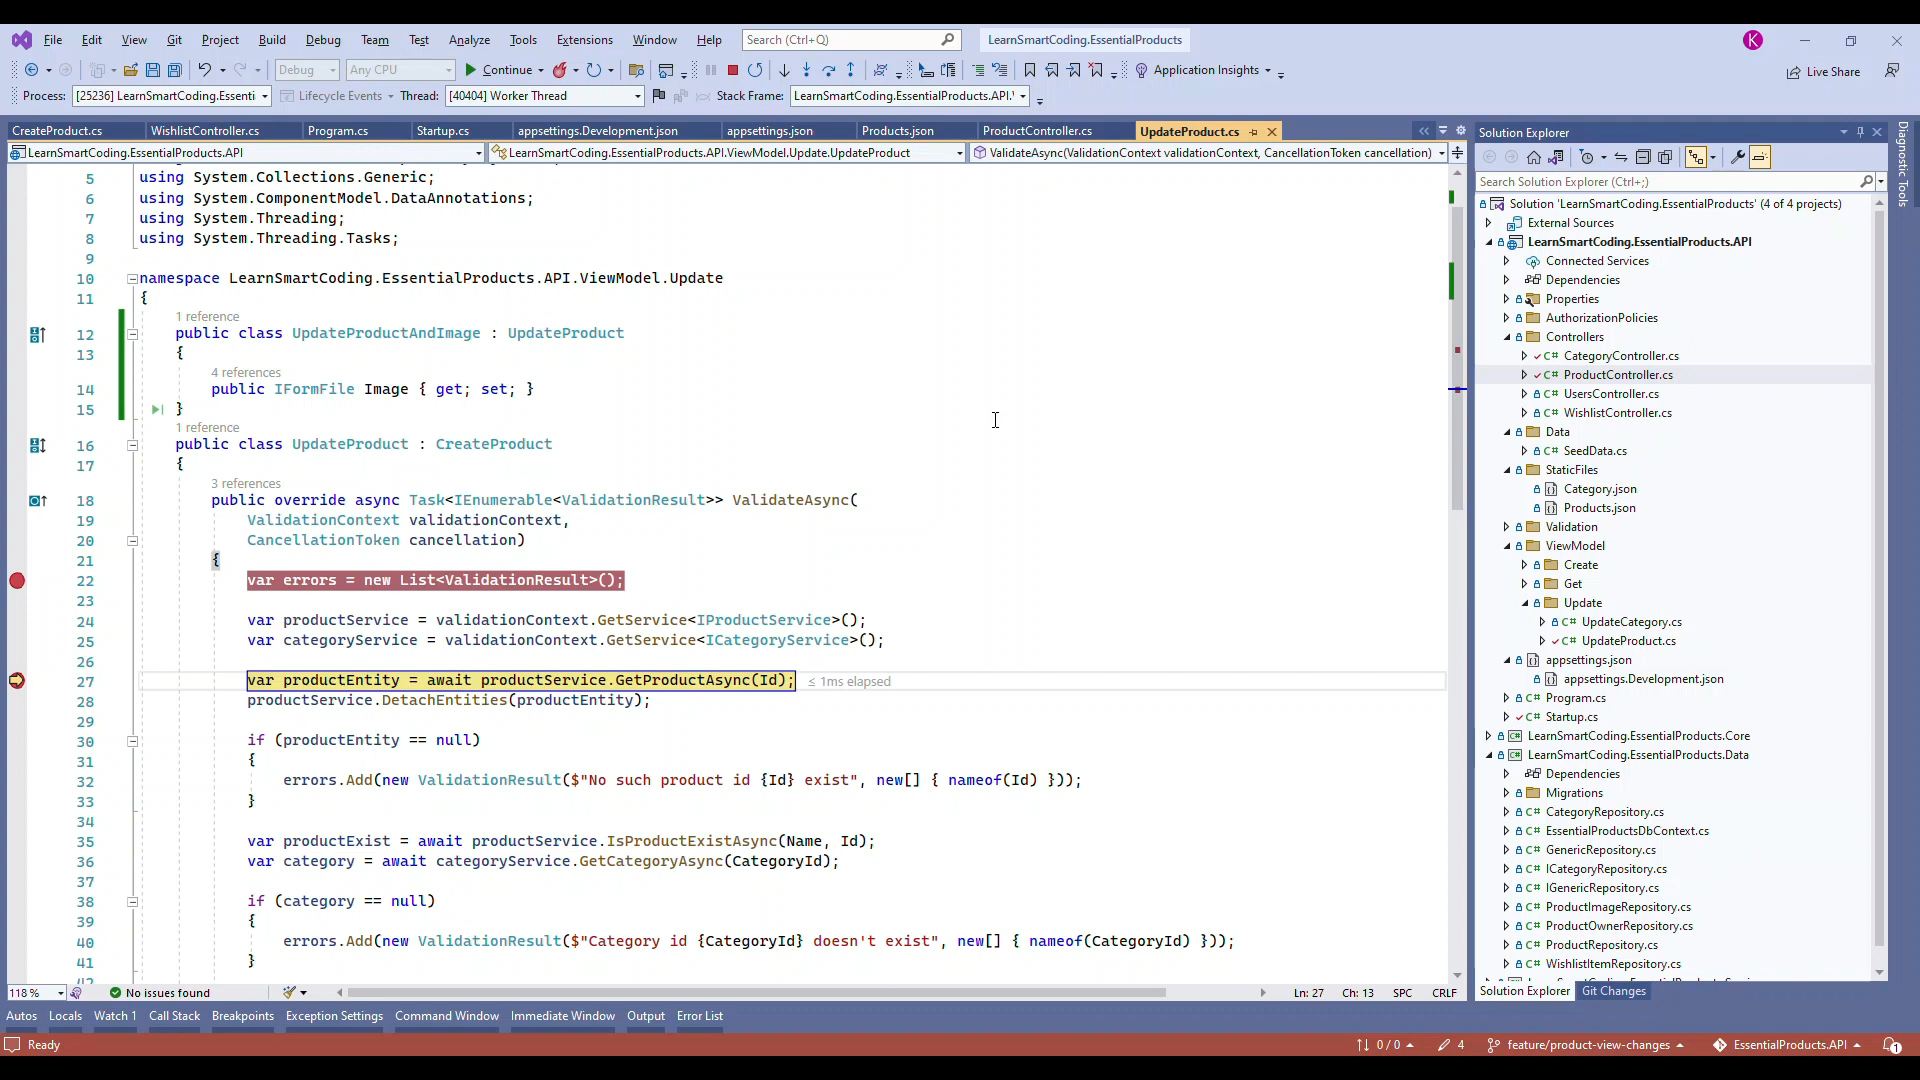 File Edit View Git Project Build Debug Team Test Analyze Tools Extensions Window Help Search (Ctrl+Q) LearnSmartCoding.EssentialProducts K
Debug Any CPU Continue Application Insights Live Share
Process: [25236] LearnSmartCoding.Essenti Lifecycle Events Thread: [40404] Worker Thread Stack Frame: LearnSmartCoding.EssentialProducts.API.
CreateProduct.cs WishlistController.cs Program.cs Startup.cs appsettings.Development.json appsettings.json Products.json ProductController.cs UpdateProduct.cs
LearnSmartCoding.EssentialProducts.API LearnSmartCoding.EssentialProducts.API.ViewModel.Update.UpdateProduct ValidateAsync(ValidationContext validationContext, CancellationToken cancellation)
5 using System.Collections.Generic;
6 using System.ComponentModel.DataAnnotations;
7 using System.Threading;
8 using System.Threading.Tasks;
9
10 namespace LearnSmartCoding.EssentialProducts.API.ViewModel.Update
11 {
1 reference
12 public class UpdateProductAndImage : UpdateProduct
13 {
4 references
14 public IFormFile Image { get; set; }
15 }
1 reference
16 public class UpdateProduct : CreateProduct
17 {
3 references
18 public override async Task<IEnumerable<ValidationResult>> ValidateAsync(
19 ValidationContext validationContext,
20 CancellationToken cancellation)
21 {
22 var errors = new List<ValidationResult>();
23
24 var productService = validationContext.GetService<IProductService>();
25 var categoryService = validationContext.GetService<ICategoryService>();
26
27 var productEntity = await productService.GetProductAsync(Id); ≤ 1ms elapsed
28 productService.DetachEntities(productEntity);
29
30 if (productEntity == null)
31 {
32 errors.Add(new ValidationResult($"No such product id {Id} exist", new[] { nameof(Id) }));
33 }
34
35 var productExist = await productService.IsProductExistAsync(Name, Id);
36 var category = await categoryService.GetCategoryAsync(CategoryId);
37
38 if (category == null)
39 {
40 errors.Add(new ValidationResult($"Category id {CategoryId} doesn't exist", new[] { nameof(CategoryId) }));
41 }
42
118 % No issues found Ln: 27 Ch: 13 SPC CRLF
Solution Explorer
Search Solution Explorer (Ctrl+;)
Solution 'LearnSmartCoding.EssentialProducts' (4 of 4 projects)
External Sources
LearnSmartCoding.EssentialProducts.API
Connected Services
Dependencies
Properties
AuthorizationPolicies
Controllers
C# CategoryController.cs
C# ProductController.cs
C# UsersController.cs
C# WishlistController.cs
Data
C# SeedData.cs
StaticFiles
Category.json
Products.json
Validation
ViewModel
Create
Get
Update
C# UpdateCategory.cs
C# UpdateProduct.cs
appsettings.json
appsettings.Development.json
C# Program.cs
C# Startup.cs
C# LearnSmartCoding.EssentialProducts.Core
C# LearnSmartCoding.EssentialProducts.Data
Dependencies
Migrations
C# CategoryRepository.cs
C# EssentialProductsDbContext.cs
C# GenericRepository.cs
C# ICategoryRepository.cs
C# IGenericRepository.cs
C# ProductImageRepository.cs
C# ProductOwnerRepository.cs
C# ProductRepository.cs
C# WishlistItemRepository.cs
Solution Explorer Git Changes
Diagnostic Tools
Autos Locals Watch 1 Call Stack Breakpoints Exception Settings Command Window Immediate Window Output Error List
Ready 0 / 0 4 feature/product-view-changes EssentialProducts.API 1